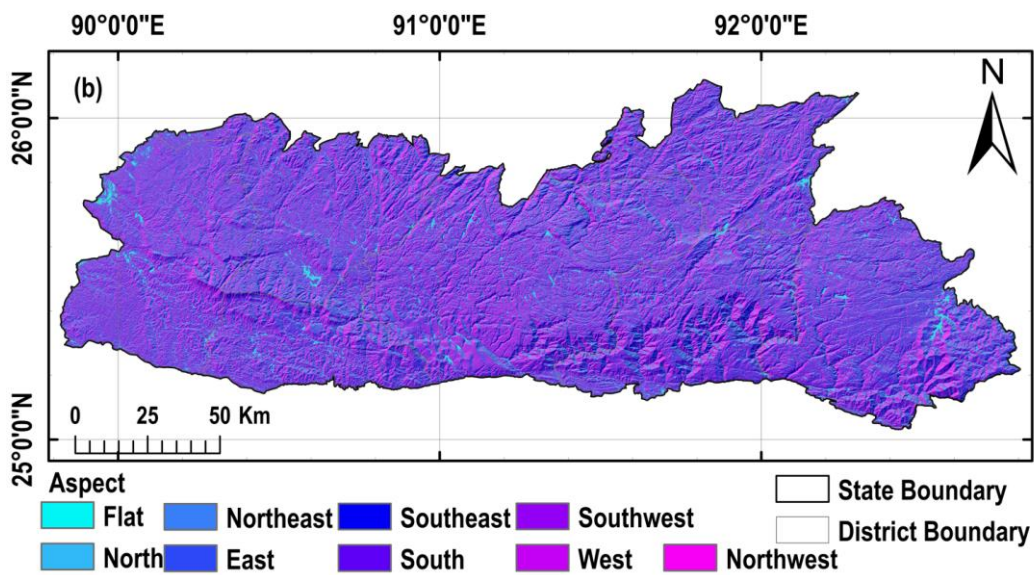 90°0'0"E 91°0'0"E 92°0'0"E
26°0'0"N
(b)
N
0 25 50 Km
25°0'0"N
Aspect
Flat Northeast Southeast Southwest State Boundary
North East South West Northwest District Boundary